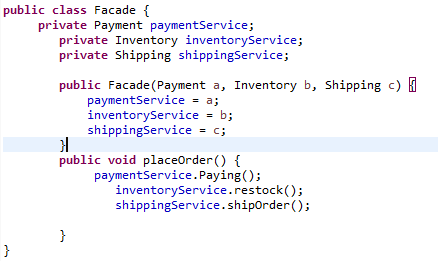 public class Facade {
private Payment paymentService;
private Inventory inventoryService;
private Shipping shippingService;
public Facade(Payment a, Inventory b, Shipping c) {
paymentService = a;
inventoryService = b;
shippingService = c;
}
public void placeOrder() {
paymentService.Paying();
inventoryService.restock();
shippingService.shipOrder();
}
}